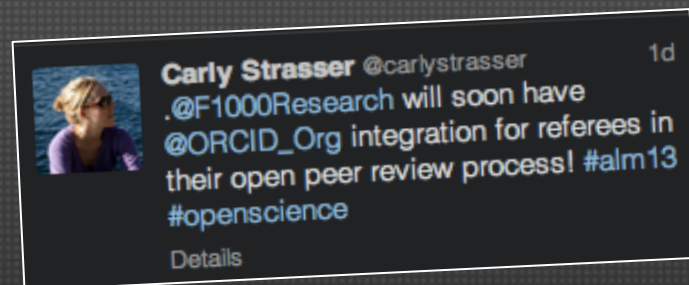 Carly Strasser @carlystrasser 1d
.@F1000Research will soon have
@ORCID_Org integration for referees in
their open peer review process! #alm13
#openscience
Details